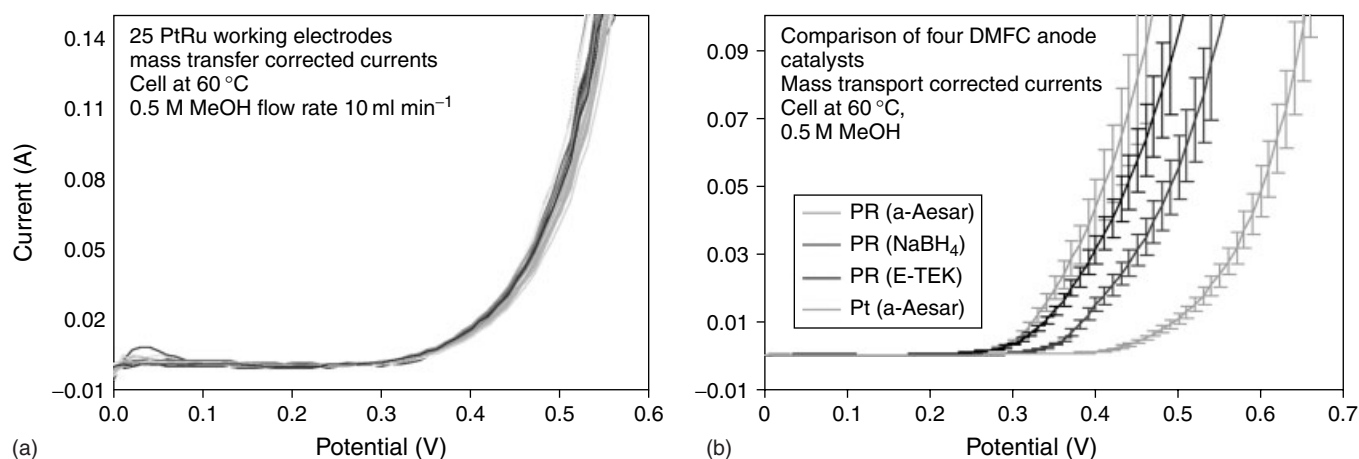 0.14
0.11
0.08
0.05
0.02
−0.01
Current (A)
25 PtRu working electrodes
mass transfer corrected currents
Cell at 60 °C
0.5 M MeOH flow rate 10 ml min⁻¹
0.0 0.1 0.2 0.3 0.4 0.5 0.6
(a) Potential (V)
0.09
0.07
0.05
0.03
0.01
−0.01
Comparison of four DMFC anode
catalysts
Mass transport corrected currents
Cell at 60 °C,
0.5 M MeOH
PR (a-Aesar)
PR (NaBH₄)
PR (E-TEK)
Pt (a-Aesar)
0 0.1 0.2 0.3 0.4 0.5 0.6 0.7
(b) Potential (V)